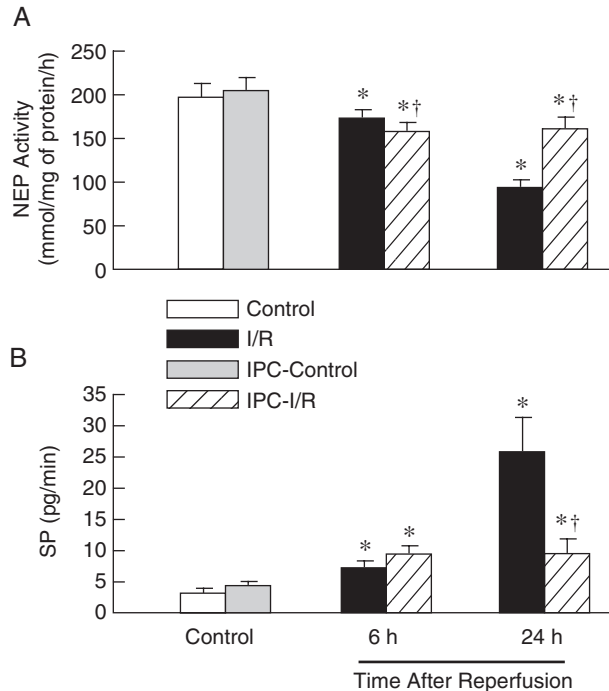 A
NEP Activity
(mmol/mg of protein/h)
250
200
150
100
50
0
*
*†
*
*†
Control
I/R
IPC-Control
IPC-I/R
B
SP (pg/min)
35
30
25
20
15
10
5
0
*
*
*
*†
Control
6 h
24 h
Time After Reperfusion